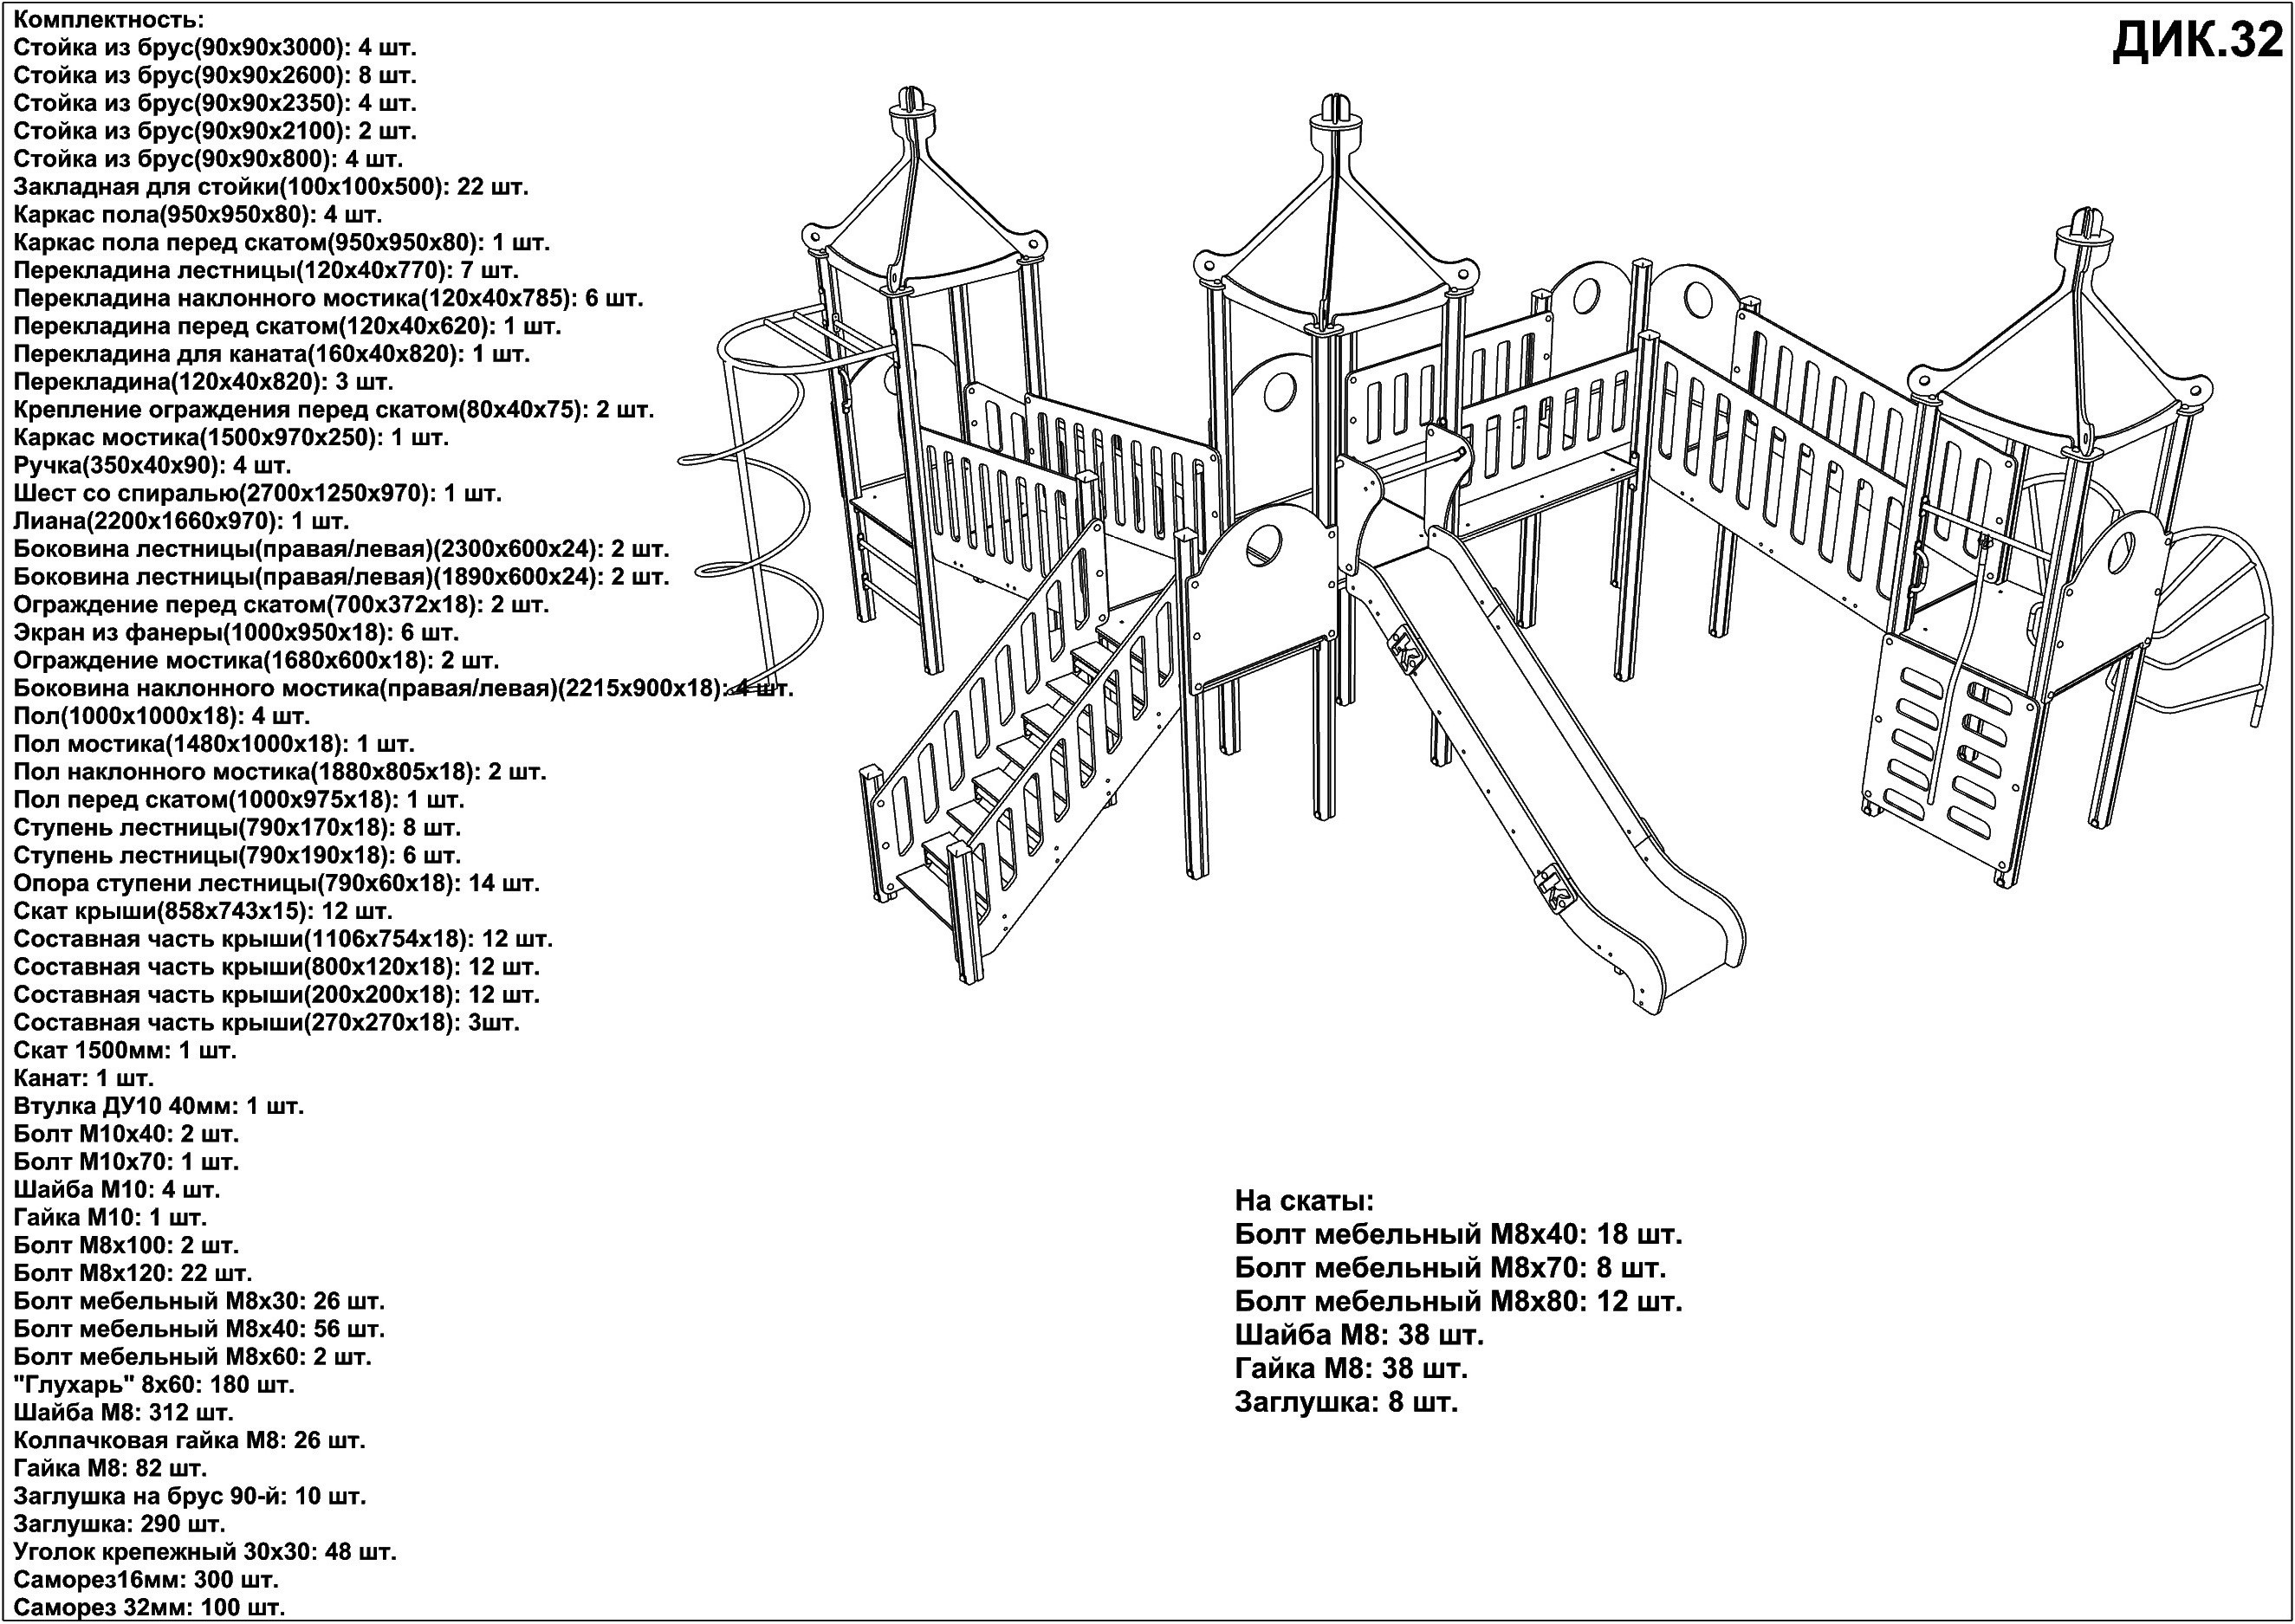 Комплектность:
Стойка из брус(90х90х3000): 4 шт.
Стойка из брус(90х90х2600): 8 шт.
Стойка из брус(90х90х2350): 4 шт.
Стойка из брус(90х90х2100): 2 шт.
Стойка из брус(90х90х800): 4 шт.
Закладная для стойки(100х100х500): 22 шт.
Каркас пола(950х950х80): 4 шт.
Каркас пола перед скатом(950х950х80): 1 шт.
Перекладина лестницы(120х40х770): 7 шт.
Перекладина наклонного мостика(120х40х785): 6 шт.
Перекладина перед скатом(120х40х620): 1 шт.
Перекладина для каната(160х40х820): 1 шт.
Перекладина(120х40х820): 3 шт.
Крепление ограждения перед скатом(80х40х75): 2 шт.
Каркас мостика(1500х970х250): 1 шт.
Ручка(350х40х90): 4 шт.
Шест со спиралью(2700х1250х970): 1 шт.
Лиана(2200х1660х970): 1 шт.
Боковина лестницы(правая/левая)(2300х600х24): 2 шт.
Боковина лестницы(правая/левая)(1890х600х24): 2 шт.
Ограждение перед скатом(700х372х18): 2 шт.
Экран из фанеры(1000х950х18): 6 шт.
Ограждение мостика(1680х600х18): 2 шт.
Боковина наклонного мостика(правая/левая)(2215х900х18): 4 шт.
Пол(1000х1000х18): 4 шт.
Пол мостика(1480х1000х18): 1 шт.
Пол наклонного мостика(1880х805х18): 2 шт.
Пол перед скатом(1000х975х18): 1 шт.
Ступень лестницы(790х170х18): 8 шт.
Ступень лестницы(790х190х18): 6 шт.
Опора ступени лестницы(790х60х18): 14 шт.
Скат крыши(858х743х15): 12 шт.
Составная часть крыши(1106х754х18): 12 шт.
Составная часть крыши(800х120х18): 12 шт.
Составная часть крыши(200х200х18): 12 шт.
Составная часть крыши(270х270х18): 3шт.
Скат 1500мм: 1 шт.
Канат: 1 шт.
Втулка ДУ10 40мм: 1 шт.
Болт М10х40: 2 шт.
Болт М10х70: 1 шт.
Шайба М10: 4 шт.
Гайка М10: 1 шт.
Болт М8х100: 2 шт.
Болт М8х120: 22 шт.
Болт мебельный М8х30: 26 шт.
Болт мебельный М8х40: 56 шт.
Болт мебельный М8х60: 2 шт.
"Глухарь" 8х60: 180 шт.
Шайба М8: 312 шт.
Колпачковая гайка М8: 26 шт.
Гайка М8: 82 шт.
Заглушка на брус 90-й: 10 шт.
Заглушка: 290 шт.
Уголок крепежный 30х30: 48 шт.
Саморез16мм: 300 шт.
Саморез 32мм: 100 шт.
ДИК.32
На скаты:
Болт мебельный М8х40: 18 шт.
Болт мебельный М8х70: 8 шт.
Болт мебельный М8х80: 12 шт.
Шайба М8: 38 шт.
Гайка М8: 38 шт.
Заглушка: 8 шт.